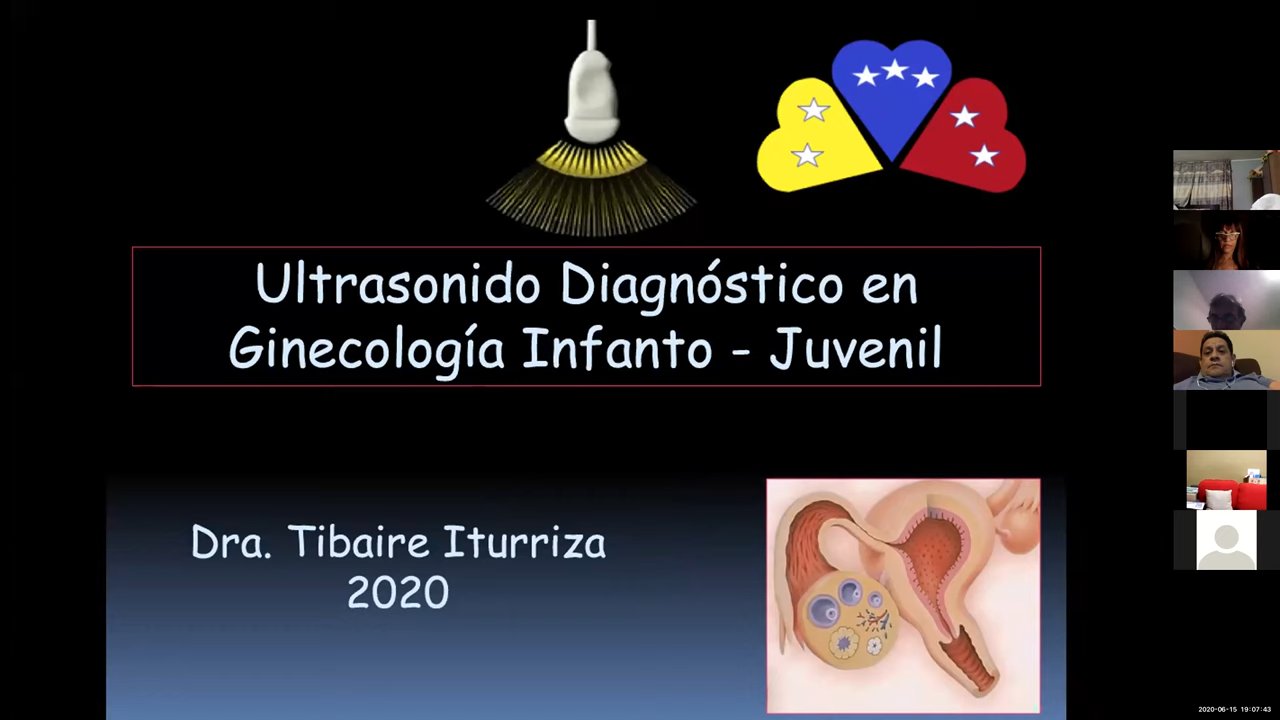 Ultrasonido Diagnóstico en
Ginecología Infanto - Juvenil
Dra. Tibaire Iturriza
2020
2020-06-15 19:07:43